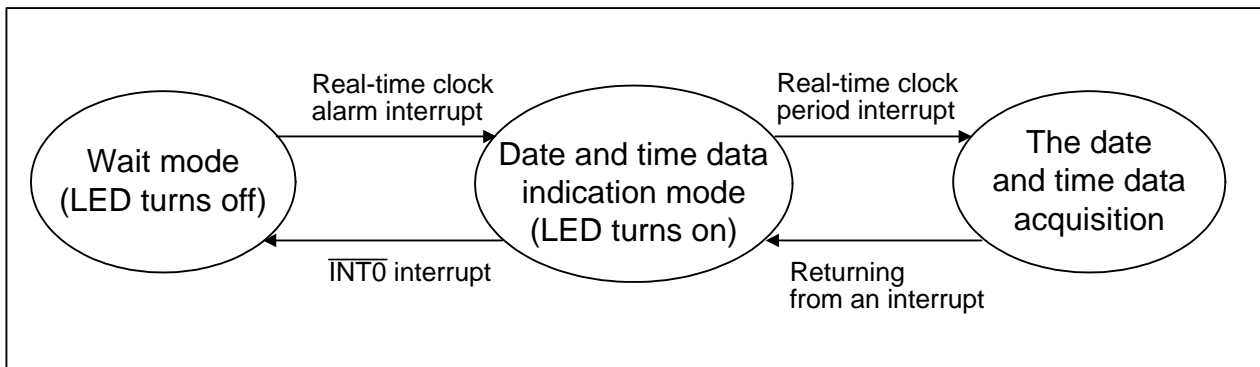 Real-time clock
alarm interrupt
Real-time clock
period interrupt
Wait mode
(LED turns off)
Date and time data
indication mode
(LED turns on)
The date
and time data
acquisition
INT0 interrupt
Returning
from an interrupt